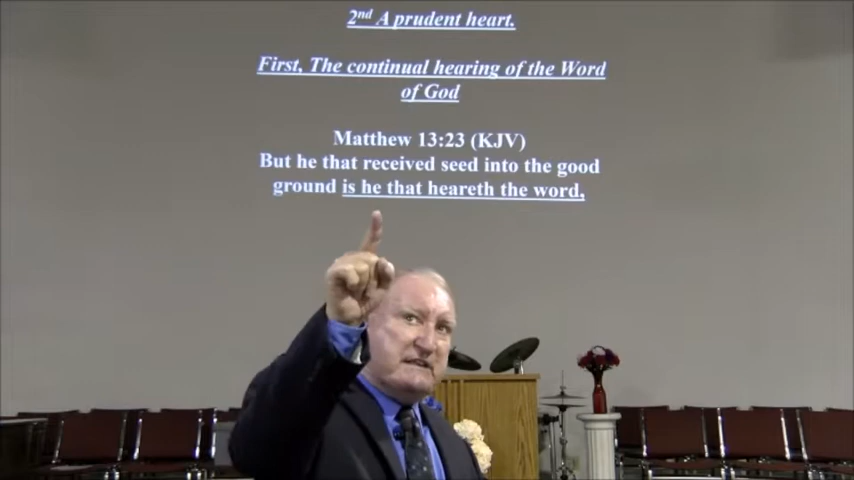 2nd A prudent heart.
First, The continual hearing of the Word
of God
Matthew 13:23 (KJV)
But he that received seed into the good
ground is he that heareth the word,